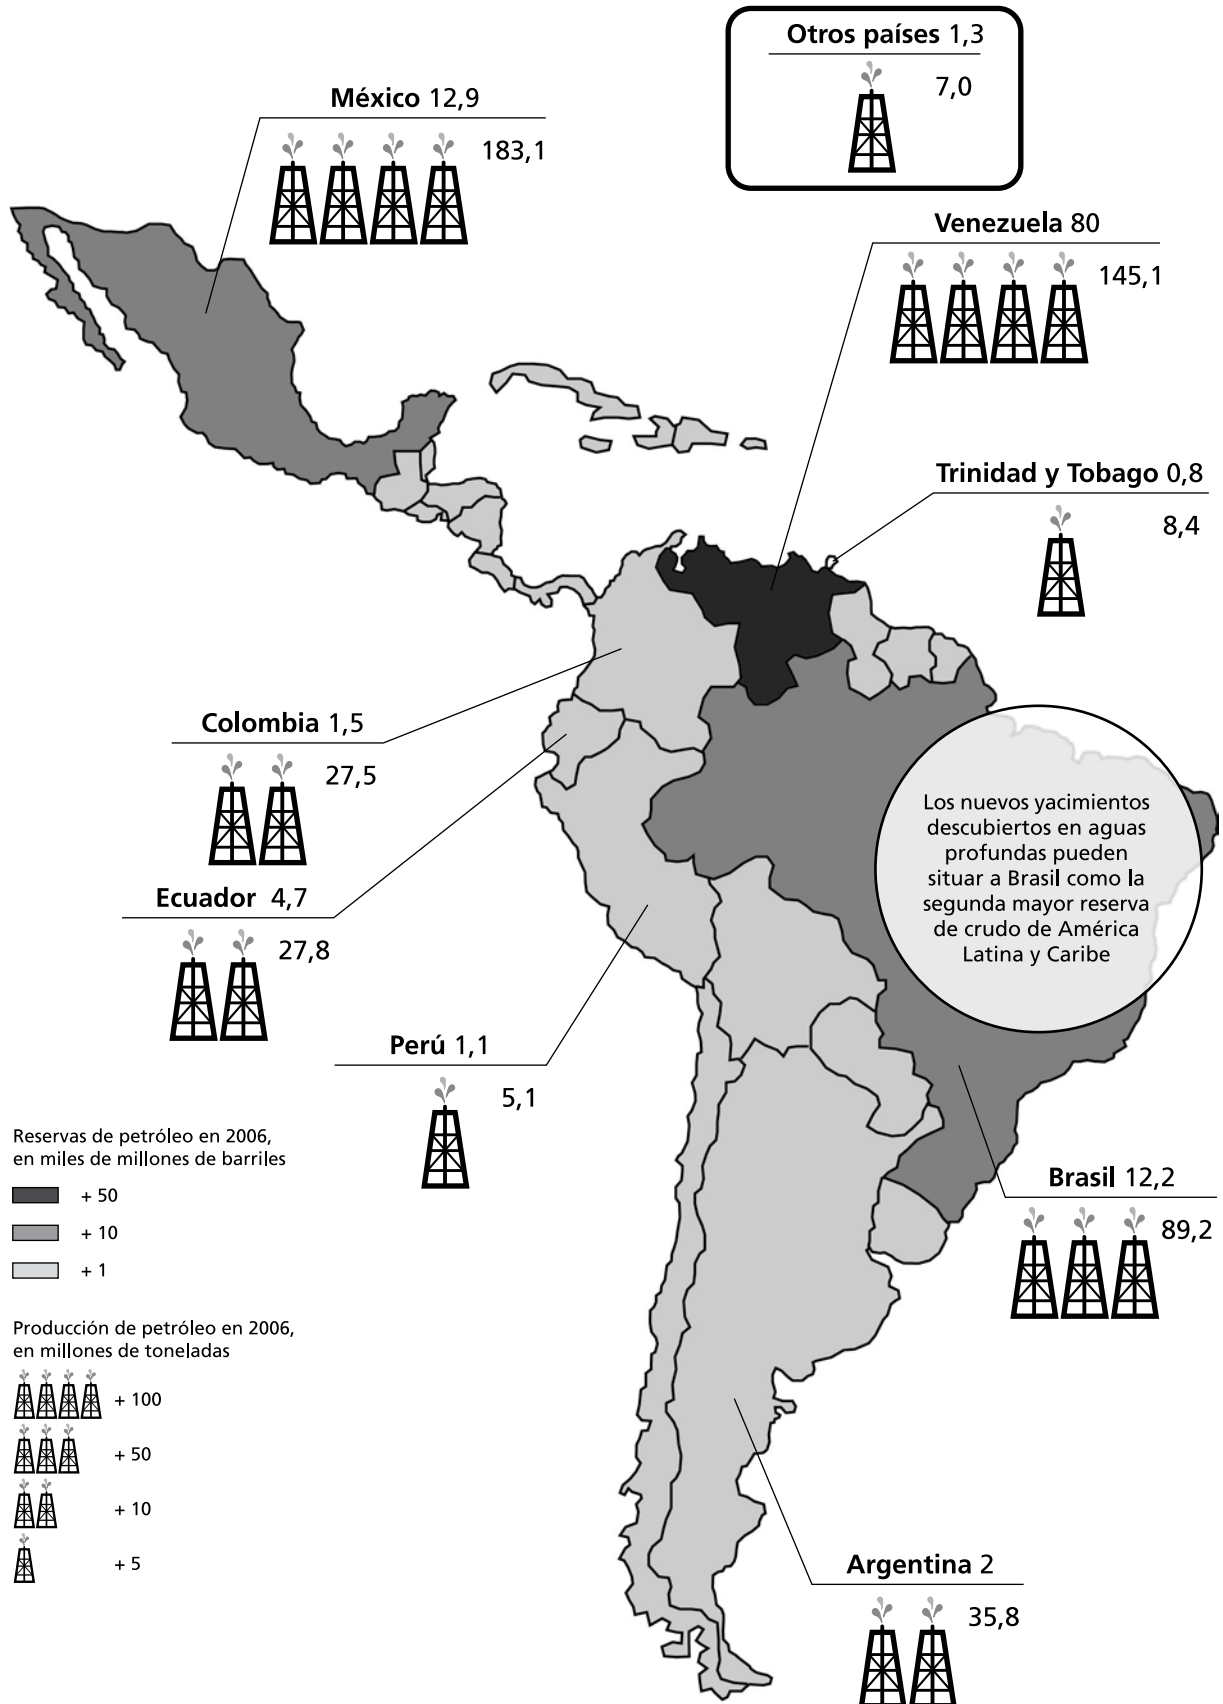 Otros países 1,3
7,0
México 12,9
183,1
Venezuela 80
145,1
Trinidad y Tobago 0,8
8,4
Colombia 1,5
27,5
Ecuador 4,7
27,8
Los nuevos yacimientos
descubiertos en aguas
profundas pueden
situar a Brasil como la
segunda mayor reserva
de crudo de América
Latina y Caribe
Perú 1,1
5,1
Brasil 12,2
89,2
Reservas de petróleo en 2006,
en miles de millones de barriles
+ 50
+ 10
+ 1
Producción de petróleo en 2006,
en millones de toneladas
+ 100
+ 50
+ 10
+ 5
Argentina 2
35,8